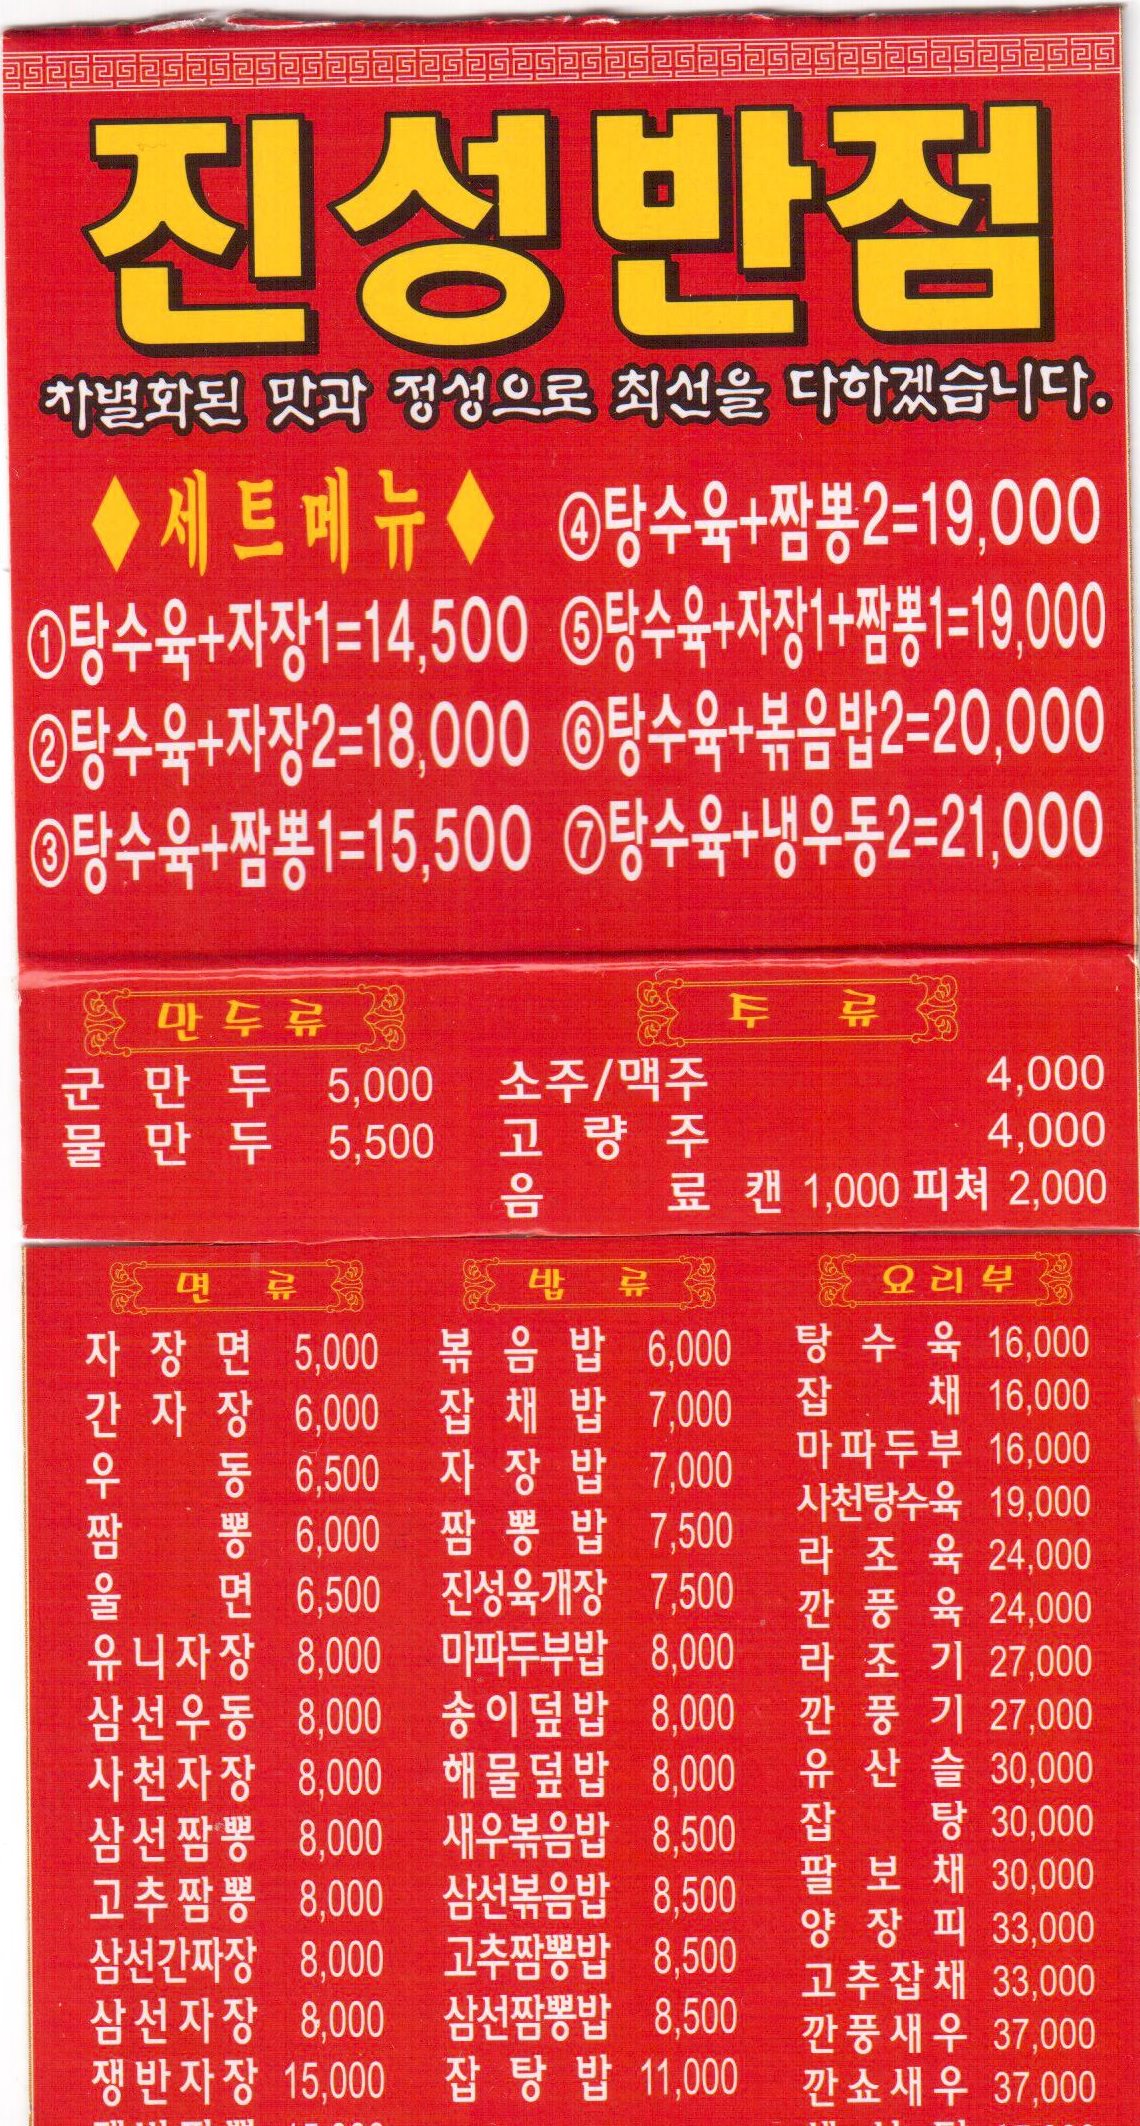 진성반점
차별화된 맛과 정성으로 최선을 다하겠습니다.
◆세트메뉴◆
①탕수육+자장1=14,500
②탕수육+자장2=18,000
③탕수육+짬뽕1=15,500
④탕수육+짬뽕2=19,000
⑤탕수육+자장1+짬뽕1=19,000
⑥탕수육+볶음밥2=20,000
⑦탕수육+냉우동2=21,000
만두류
군만두 5,000
물만두 5,500
주류
소주/맥주 4,000
고량주 4,000
음료 캔 1,000 피쳐 2,000
면류
자장면 5,000
간자장 6,000
우동 6,500
짬뽕 6,000
울면 6,500
유니자장 8,000
삼선우동 8,000
사천자장 8,000
삼선짬뽕 8,000
고추짬뽕 8,000
삼선간짜장 8,000
삼선자장 8,000
쟁반자장 15,000
밥류
볶음밥 6,000
잡채밥 7,000
자장밥 7,000
짬뽕밥 7,500
진성육개장 7,500
마파두부밥 8,000
송이덮밥 8,000
해물덮밥 8,000
새우볶음밥 8,500
삼선볶음밥 8,500
고추짬뽕밥 8,500
삼선짬뽕밥 8,500
잡탕밥 11,000
요리부
탕수육 16,000
잡채 16,000
마파두부 16,000
사천탕수육 19,000
라조육 24,000
깐풍육 24,000
라조기 27,000
깐풍기 27,000
유산슬 30,000
잡탕 30,000
팔보채 30,000
양장피 33,000
고추잡채 33,000
깐풍새우 37,000
깐쇼새우 37,000